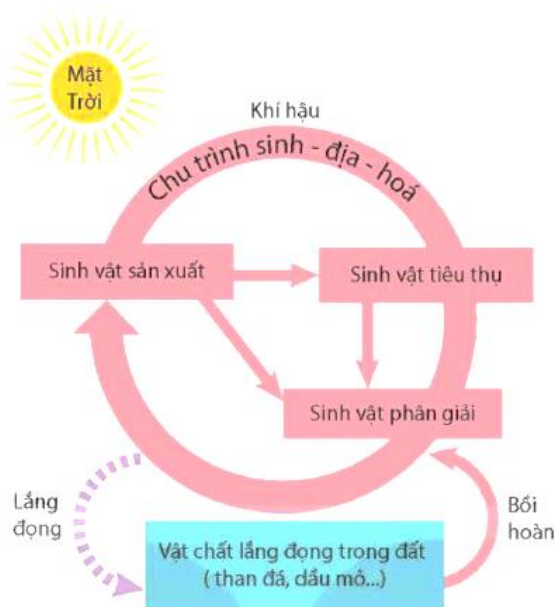 Mặt
Trời
Khí hậu
Chu trình sinh - địa - hoá
Sinh vật sản xuất
Sinh vật tiêu thụ
Sinh vật phân giải
Lắng
đọng
Bồi
hoàn
Vật chất lắng đọng trong đất
( than đá, dầu mỏ...)